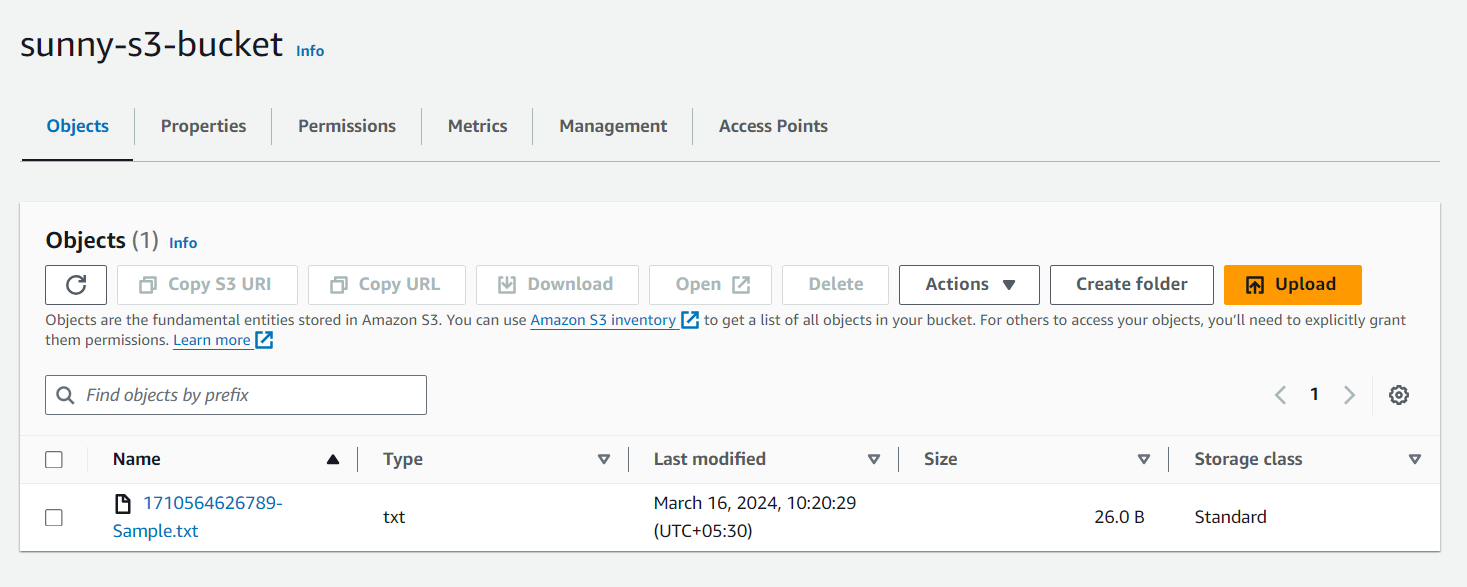 sunny-s3-bucket Info
Objects Properties Permissions Metrics Management Access Points
Objects (1) Info
Copy S3 URI Copy URL Download Open Delete Actions Create folder Upload
Objects are the fundamental entities stored in Amazon S3. You can use Amazon S3 inventory to get a list of all objects in your bucket. For others to access your objects, you’ll need to explicitly grant
them permissions. Learn more
Find objects by prefix
1
Name Type Last modified Size Storage class
1710564626789-
Sample.txt
txt
March 16, 2024, 10:20:29
(UTC+05:30)
26.0 B
Standard